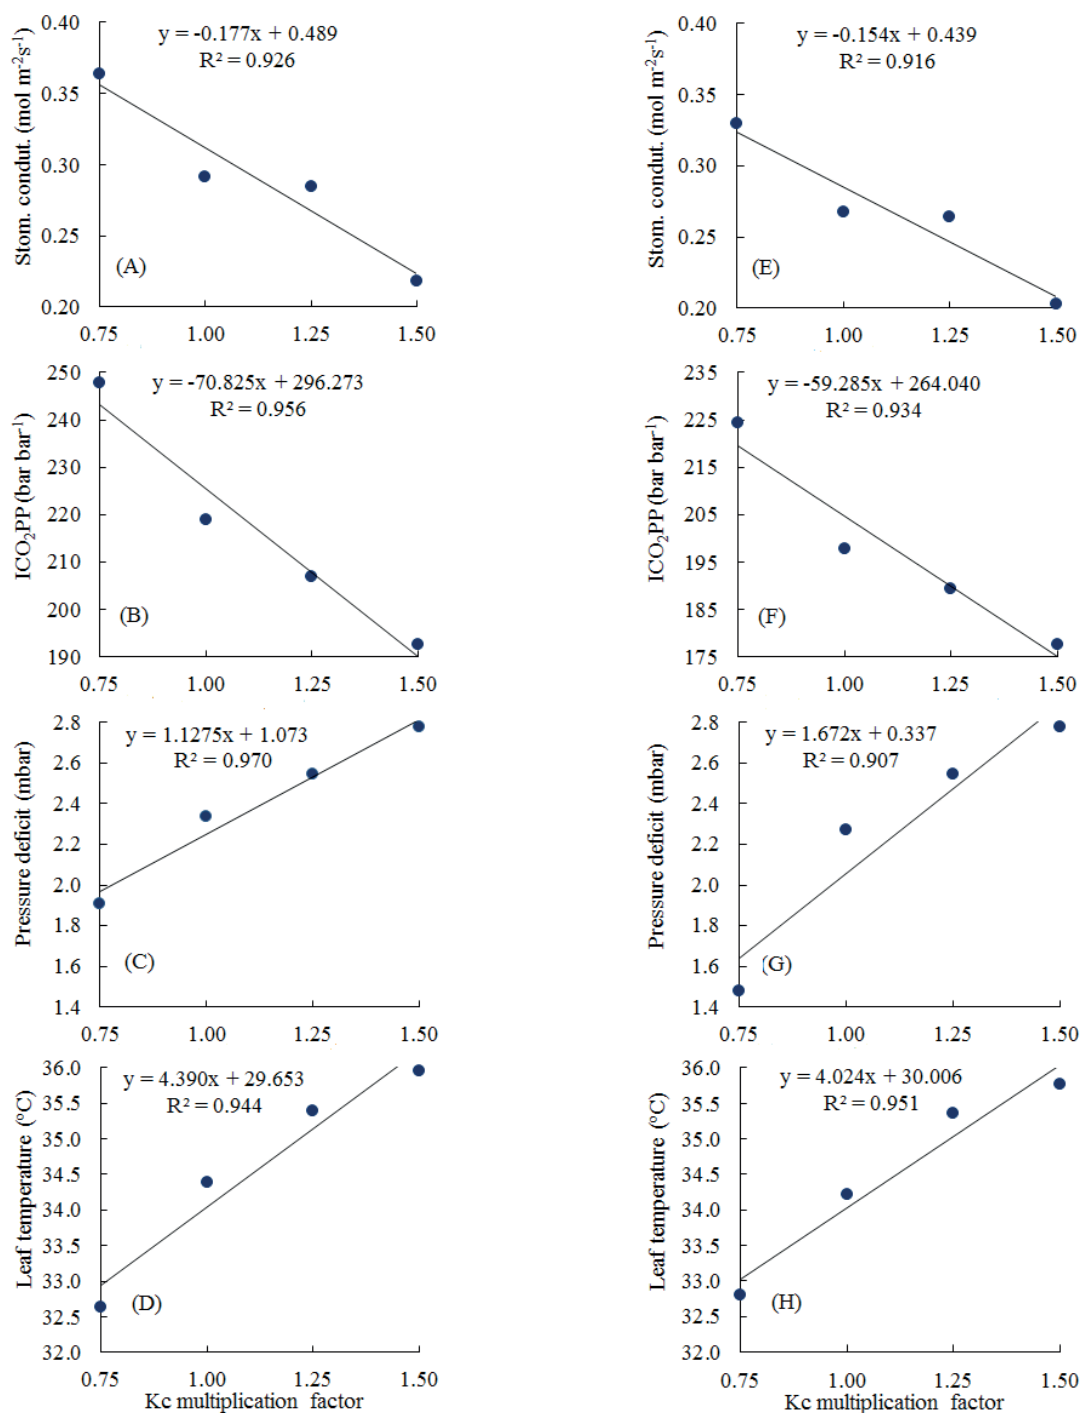 0.40
y = -0.177x + 0.489
R² = 0.926
0.35
0.30
0.25
0.20
Stom. condut. (mol m⁻²s⁻¹)
(A)
0.75 1.00 1.25 1.50
0.40
y = -0.154x + 0.439
R² = 0.916
0.35
0.30
0.25
0.20
Stom. condut. (mol m⁻²s⁻¹)
(E)
0.75 1.00 1.25 1.50
250
y = -70.825x + 296.273
R² = 0.956
240
230
220
210
200
190
ICO₂PP (bar bar⁻¹)
(B)
0.75 1.00 1.25 1.50
235
y = -59.285x + 264.040
R² = 0.934
225
215
205
195
185
175
ICO₂PP (bar bar⁻¹)
(F)
0.75 1.00 1.25 1.50
2.8
y = 1.1275x + 1.073
R² = 0.970
2.6
2.4
2.2
2.0
1.8
1.6
1.4
Pressure deficit (mbar)
(C)
0.75 1.00 1.25 1.50
2.8
y = 1.672x + 0.337
R² = 0.907
2.6
2.4
2.2
2.0
1.8
1.6
1.4
Pressure deficit (mbar)
(G)
0.75 1.00 1.25 1.50
36.0
y = 4.390x + 29.653
R² = 0.944
35.5
35.0
34.5
34.0
33.5
33.0
32.5
32.0
Leaf temperature (°C)
(D)
0.75 1.00 1.25 1.50
Kc multiplication factor
36.0
y = 4.024x + 30.006
R² = 0.951
35.5
35.0
34.5
34.0
33.5
33.0
32.5
32.0
Leaf temperature (°C)
(H)
0.75 1.00 1.25 1.50
Kc multiplication factor